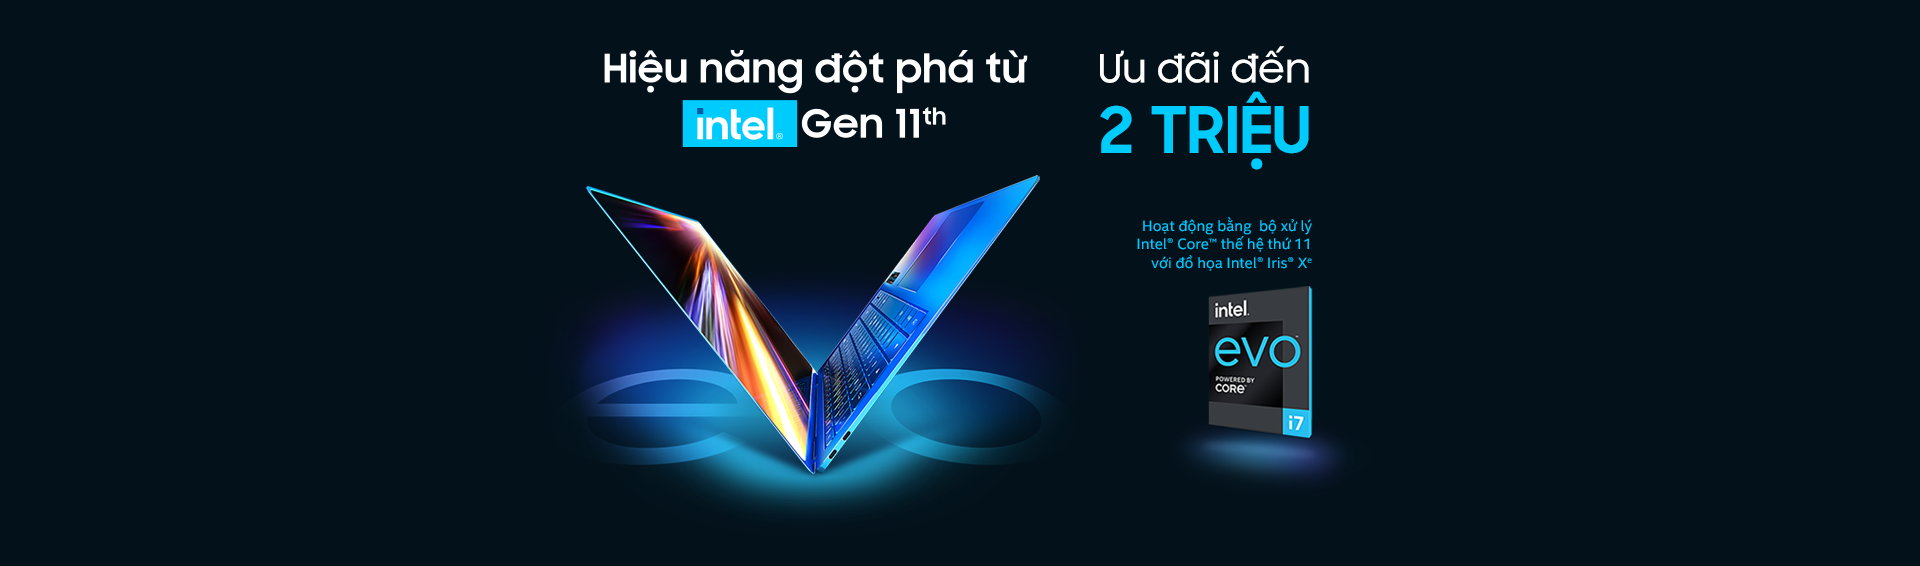 Hiệu năng đột phá từ
intel® Gen 11th
Ưu đãi đến
2 TRIỆU
Hoạt động bằng bộ xử lý
Intel® Core™ thế hệ thứ 11
với đồ họa Intel® Iris® Xe
intel.
evo
POWERED BY
CORE™
i7